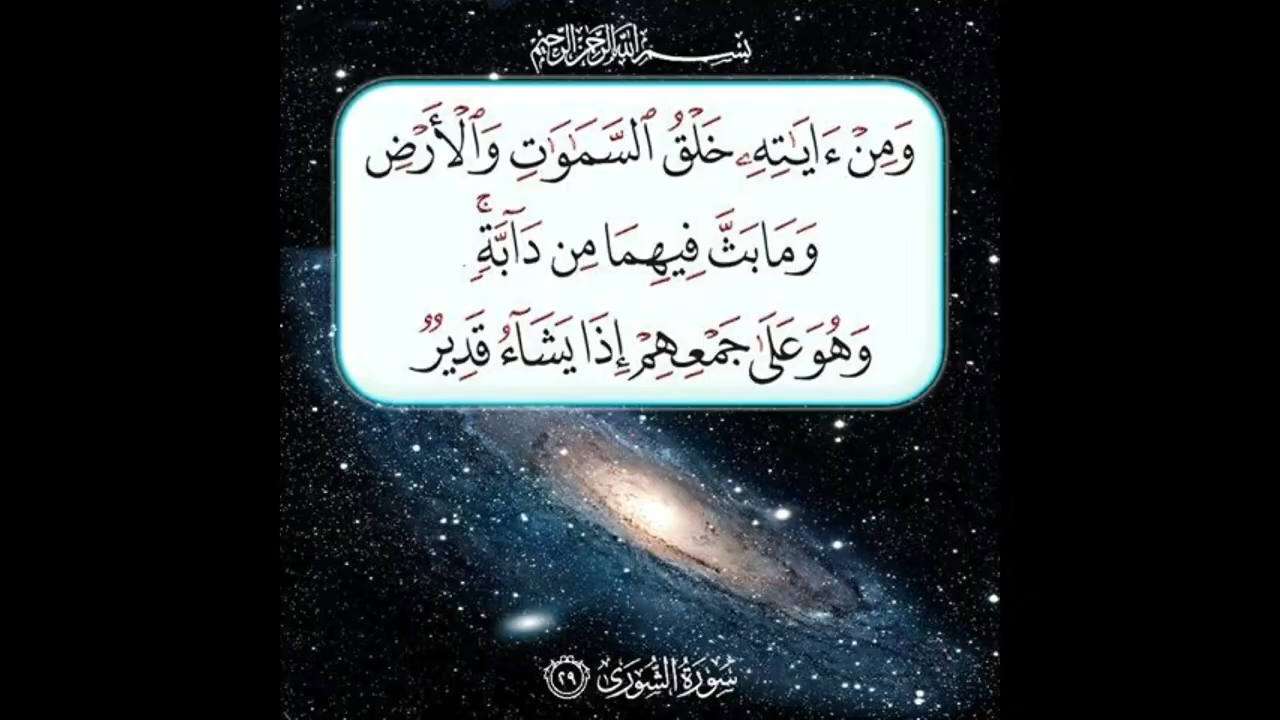 بِسْمِ اللَّهِ الرَّحْمَٰنِ الرَّحِيمِ
وَمِنْ ءَايَـٰتِهِۦ خَلْقُ ٱلسَّمَـٰوَٰتِ وَٱلْأَرْضِ
وَمَا بَثَّ فِيهِمَا مِن دَآبَّةٍۚ
وَهُوَ عَلَىٰ جَمْعِهِمْ إِذَا يَشَآءُ قَدِيرٌ
سُورَةُ الشُّورَىٰ ٢٩